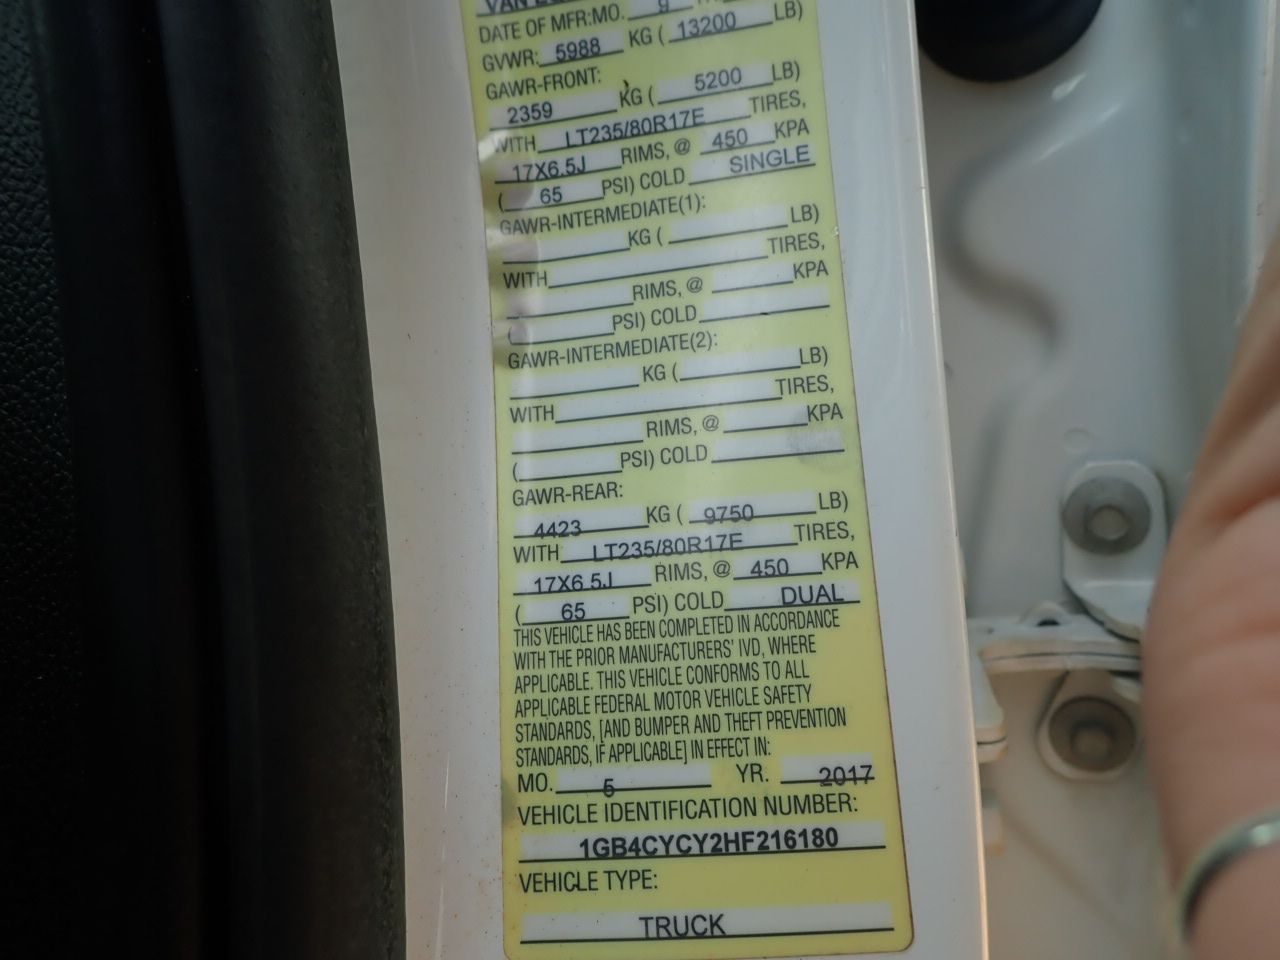 DATE OF MFR:MO. 9
GVWR: 5988 KG ( 13200 LB)
GAWR-FRONT:
2359 KG ( 5200 LB)
WITH LT235/80R17E TIRES,
17X6.5J RIMS, @ 450 KPA
( 65 PSI) COLD SINGLE
GAWR-INTERMEDIATE(1):
KG ( LB)
WITH TIRES,
RIMS, @ KPA
( PSI) COLD
GAWR-INTERMEDIATE(2):
KG ( LB)
WITH TIRES,
RIMS, @ KPA
( PSI) COLD
GAWR-REAR:
4423 KG ( 9750 LB)
WITH LT235/80R17E TIRES,
17X6.5J RIMS, @ 450 KPA
( 65 PSI) COLD DUAL
THIS VEHICLE HAS BEEN COMPLETED IN ACCORDANCE
WITH THE PRIOR MANUFACTURERS' IVD, WHERE
APPLICABLE. THIS VEHICLE CONFORMS TO ALL
APPLICABLE FEDERAL MOTOR VEHICLE SAFETY
STANDARDS, [AND BUMPER AND THEFT PREVENTION
STANDARDS, IF APPLICABLE] IN EFFECT IN:
MO. 5 YR. 2017
VEHICLE IDENTIFICATION NUMBER:
1GB4CYCY2HF216180
VEHICLE TYPE:
TRUCK